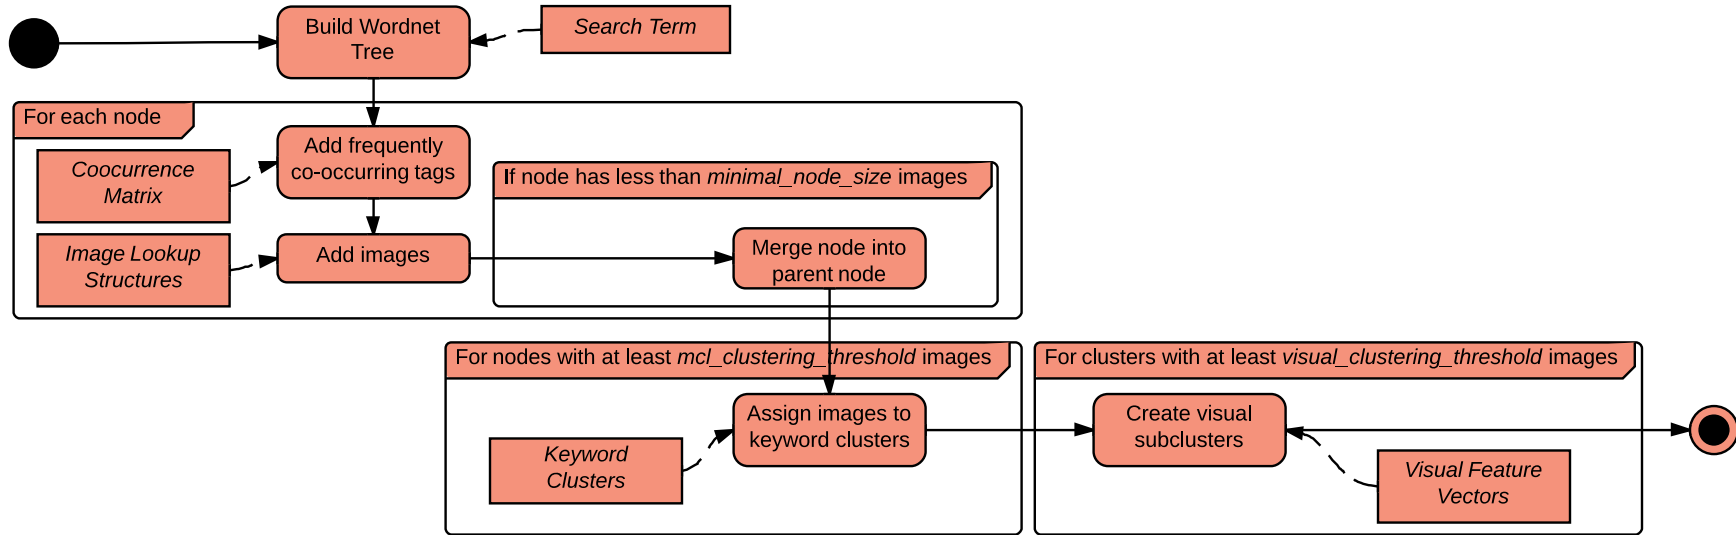 Build Wordnet
Tree
Search Term
For each node
Add frequently
co-occurring tags
Coocurrence
Matrix
If node has less than minimal_node_size images
Image Lookup
Structures
Add images
Merge node into
parent node
For nodes with at least mcl_clustering_threshold images
For clusters with at least visual_clustering_threshold images
Assign images to
keyword clusters
Create visual
subclusters
Keyword
Clusters
Visual Feature
Vectors